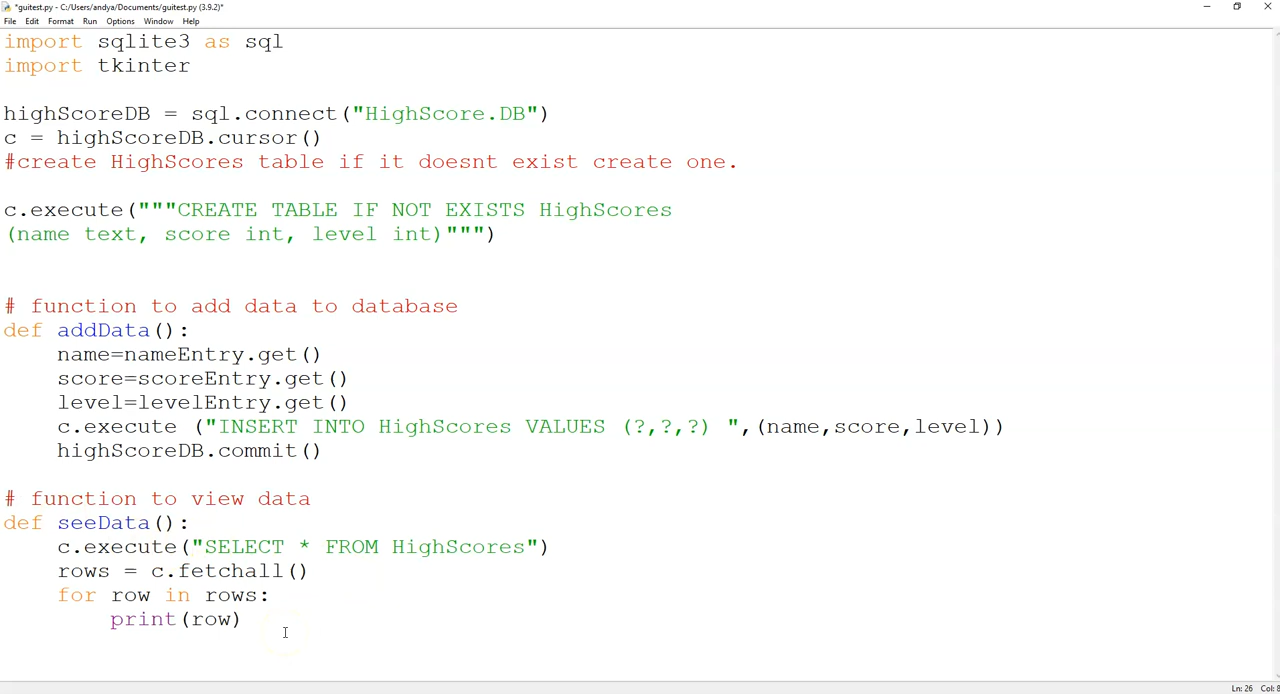 *guitest.py - C:/Users/andya/Documents/guitest.py (3.9.2)*
File Edit Format Run Options Window Help
import sqlite3 as sql
import tkinter
highScoreDB = sql.connect("HighScore.DB")
c = highScoreDB.cursor()
#create HighScores table if it doesnt exist create one.
c.execute("""CREATE TABLE IF NOT EXISTS HighScores
(name text, score int, level int)""")
# function to add data to database
def addData():
    name=nameEntry.get()
    score=scoreEntry.get()
    level=levelEntry.get()
    c.execute ("INSERT INTO HighScores VALUES (?,?,?) ",(name,score,level))
    highScoreDB.commit()
# function to view data
def seeData():
    c.execute("SELECT * FROM HighScores")
    rows = c.fetchall()
    for row in rows:
        print(row)
Ln: 26 Col: 8